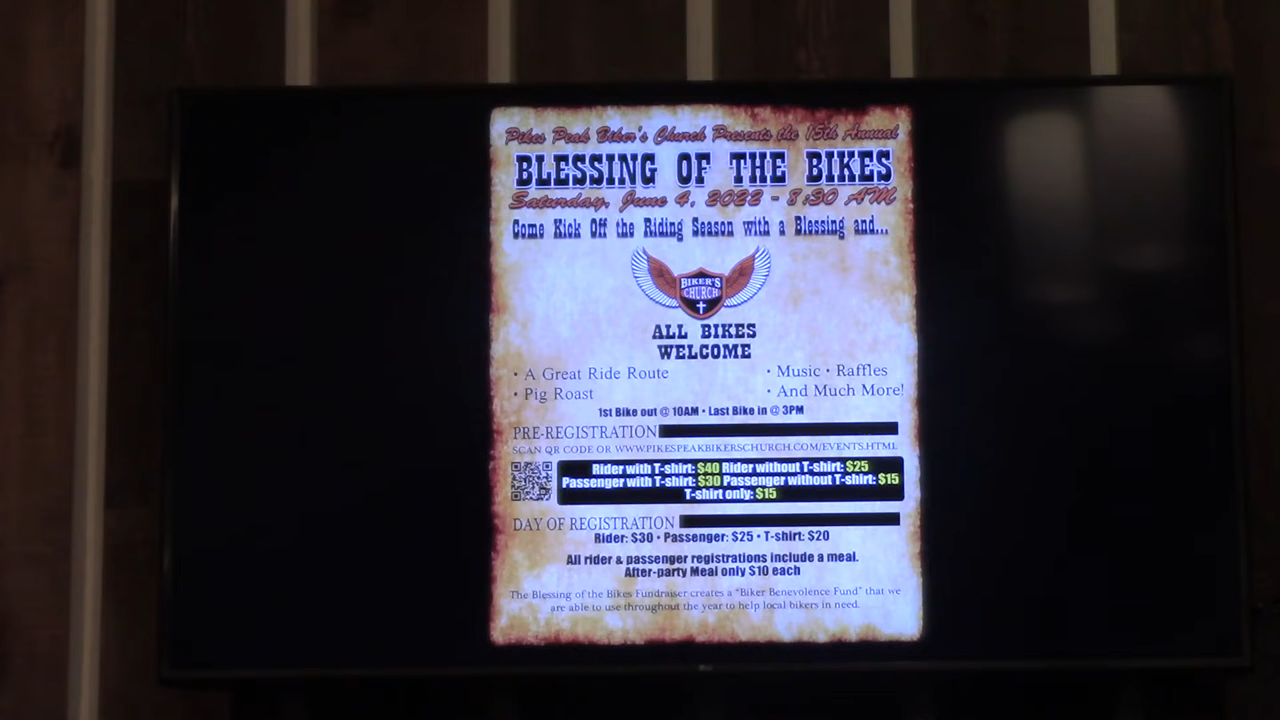 Pikes Peak Biker's Church Presents the 15th Annual
BLESSING OF THE BIKES
Saturday, June 4, 2022 - 8:30 AM
Come Kick Off the Riding Season with a Blessing and...
BIKER'S
CHURCH
ALL BIKES
WELCOME
• A Great Ride Route
• Pig Roast
• Music • Raffles
• And Much More!
1st Bike out @ 10AM • Last Bike in @ 3PM
PRE-REGISTRATION
SCAN QR CODE OR WWW.PIKESPEAKBIKERSCHURCH.COM/EVENTS.HTML
Rider with T-shirt: $40 Rider without T-shirt: $25
Passenger with T-shirt: $30 Passenger without T-shirt: $15
T-shirt only: $15
DAY OF REGISTRATION
Rider: $30 • Passenger: $25 • T-shirt: $20
All rider & passenger registrations include a meal.
After-party Meal only $10 each
The Blessing of the Bikes Fundraiser creates a "Biker Benevolence Fund" that we
are able to use throughout the year to help local bikers in need.
LG